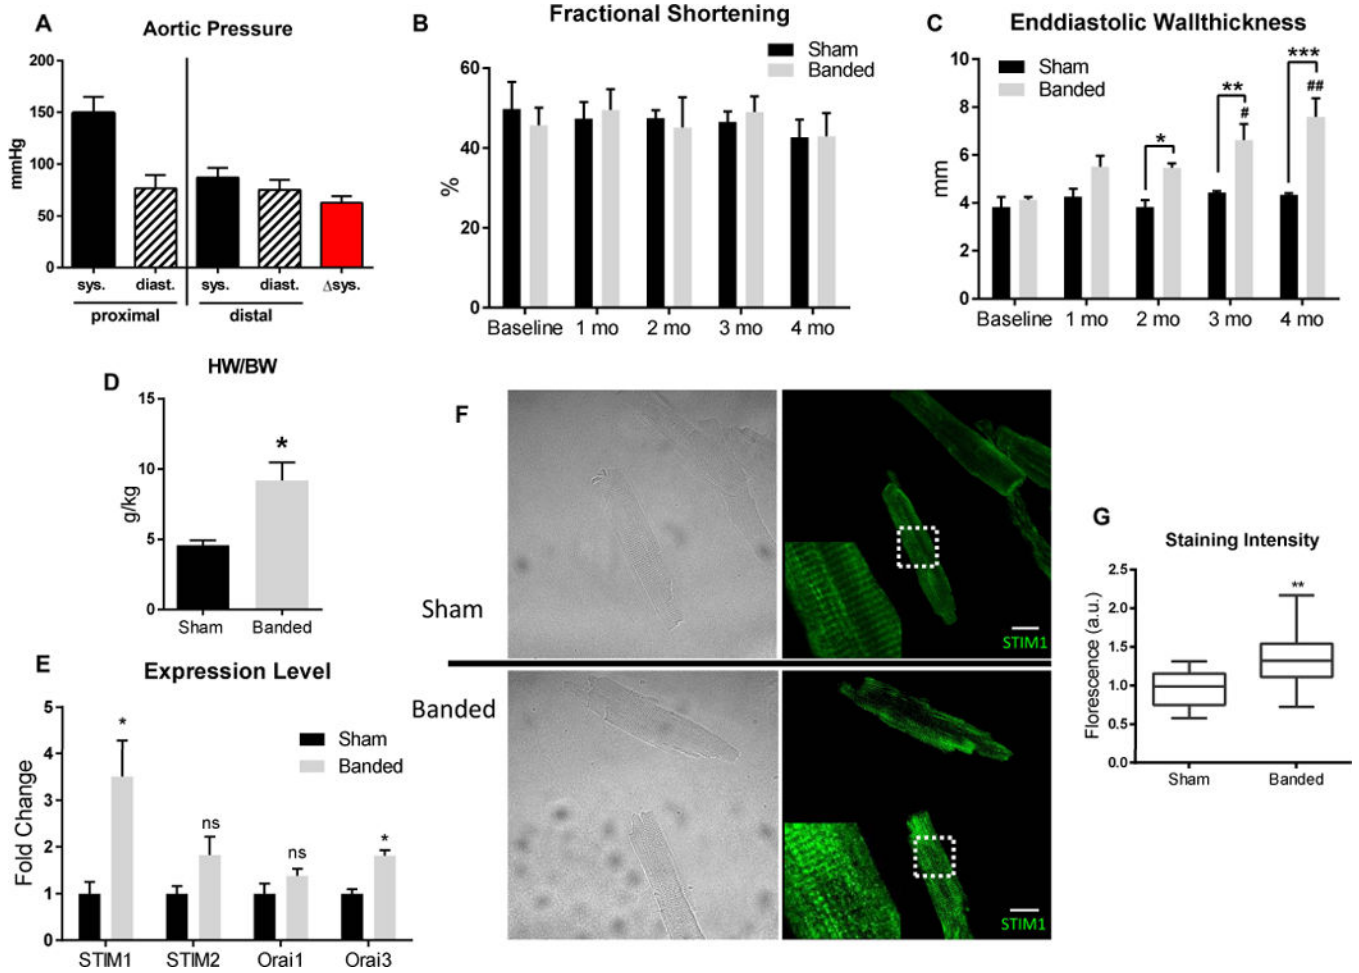 A
Aortic Pressure
mmHg
200
150
100
50
0
sys. diast. sys. diast. Δsys.
proximal distal
B
Fractional Shortening
Sham
Banded
%
60
40
20
0
Baseline 1 mo 2 mo 3 mo 4 mo
C
Enddiastolic Wallthickness
Sham
Banded
mm
10
8
6
4
2
0
*
**
#
***
##
Baseline 1 mo 2 mo 3 mo 4 mo
D
HW/BW
g/kg
15
10
5
0
*
Sham Banded
E
Expression Level
Sham
Banded
Fold Change
5
4
3
2
1
0
*
ns
ns
*
STIM1 STIM2 Orai1 Orai3
F
Sham
STIM1
Banded
STIM1
G
Staining Intensity
Florescence (a.u.)
2.5
2.0
1.5
1.0
0.5
0.0
**
Sham Banded